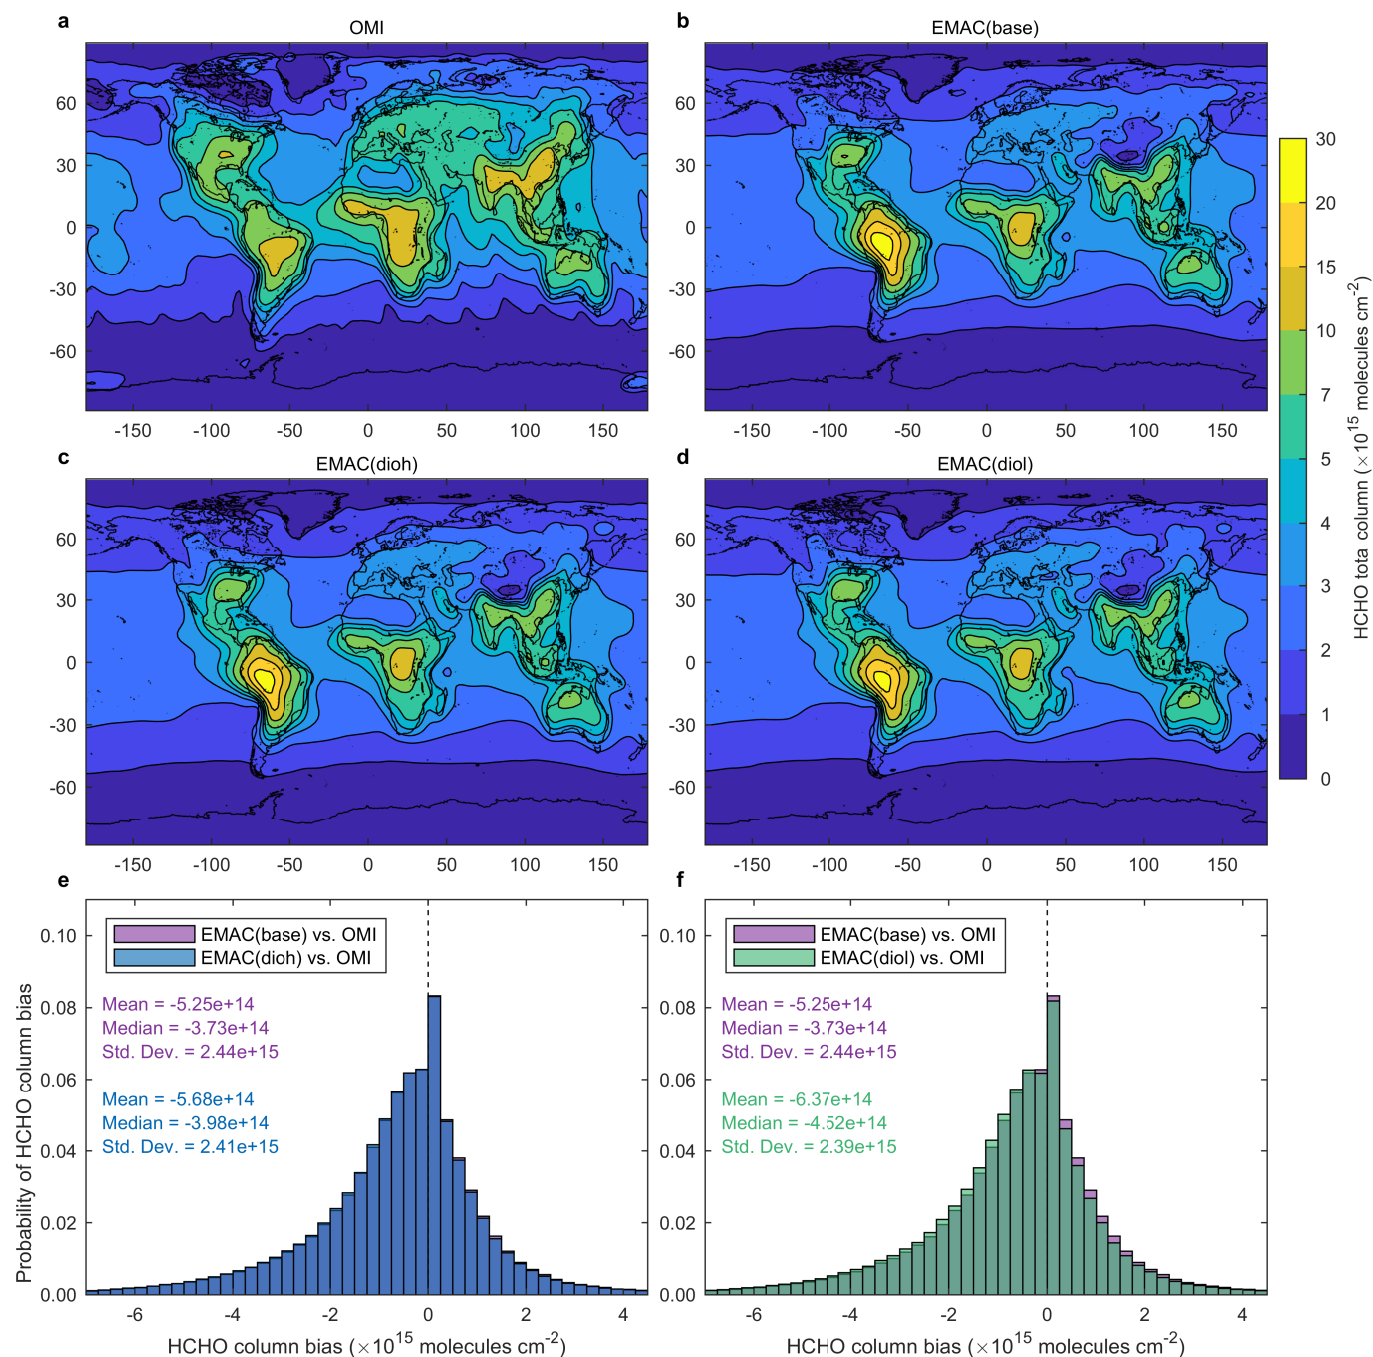 a
OMI
b
EMAC(base)
60
30
0
-30
-60
-150
-100
-50
0
50
100
150
60
30
0
-30
-60
-150
-100
-50
0
50
100
150
30
20
15
10
7
5
4
3
2
1
0
HCHO tota column (×10^15 molecules cm^-2)
c
EMAC(dioh)
d
EMAC(diol)
60
30
0
-30
-60
-150
-100
-50
0
50
100
150
60
30
0
-30
-60
-150
-100
-50
0
50
100
150
e
EMAC(base) vs. OMI
EMAC(dioh) vs. OMI
Mean = -5.25e+14
Median = -3.73e+14
Std. Dev. = 2.44e+15
Mean = -5.68e+14
Median = -3.98e+14
Std. Dev. = 2.41e+15
0.10
0.08
0.06
0.04
0.02
0.00
Probability of HCHO column bias
-6
-4
-2
0
2
4
HCHO column bias (×10^15 molecules cm^-2)
f
EMAC(base) vs. OMI
EMAC(diol) vs. OMI
Mean = -5.25e+14
Median = -3.73e+14
Std. Dev. = 2.44e+15
Mean = -6.37e+14
Median = -4.52e+14
Std. Dev. = 2.39e+15
0.10
0.08
0.06
0.04
0.02
0.00
-6
-4
-2
0
2
4
HCHO column bias (×10^15 molecules cm^-2)